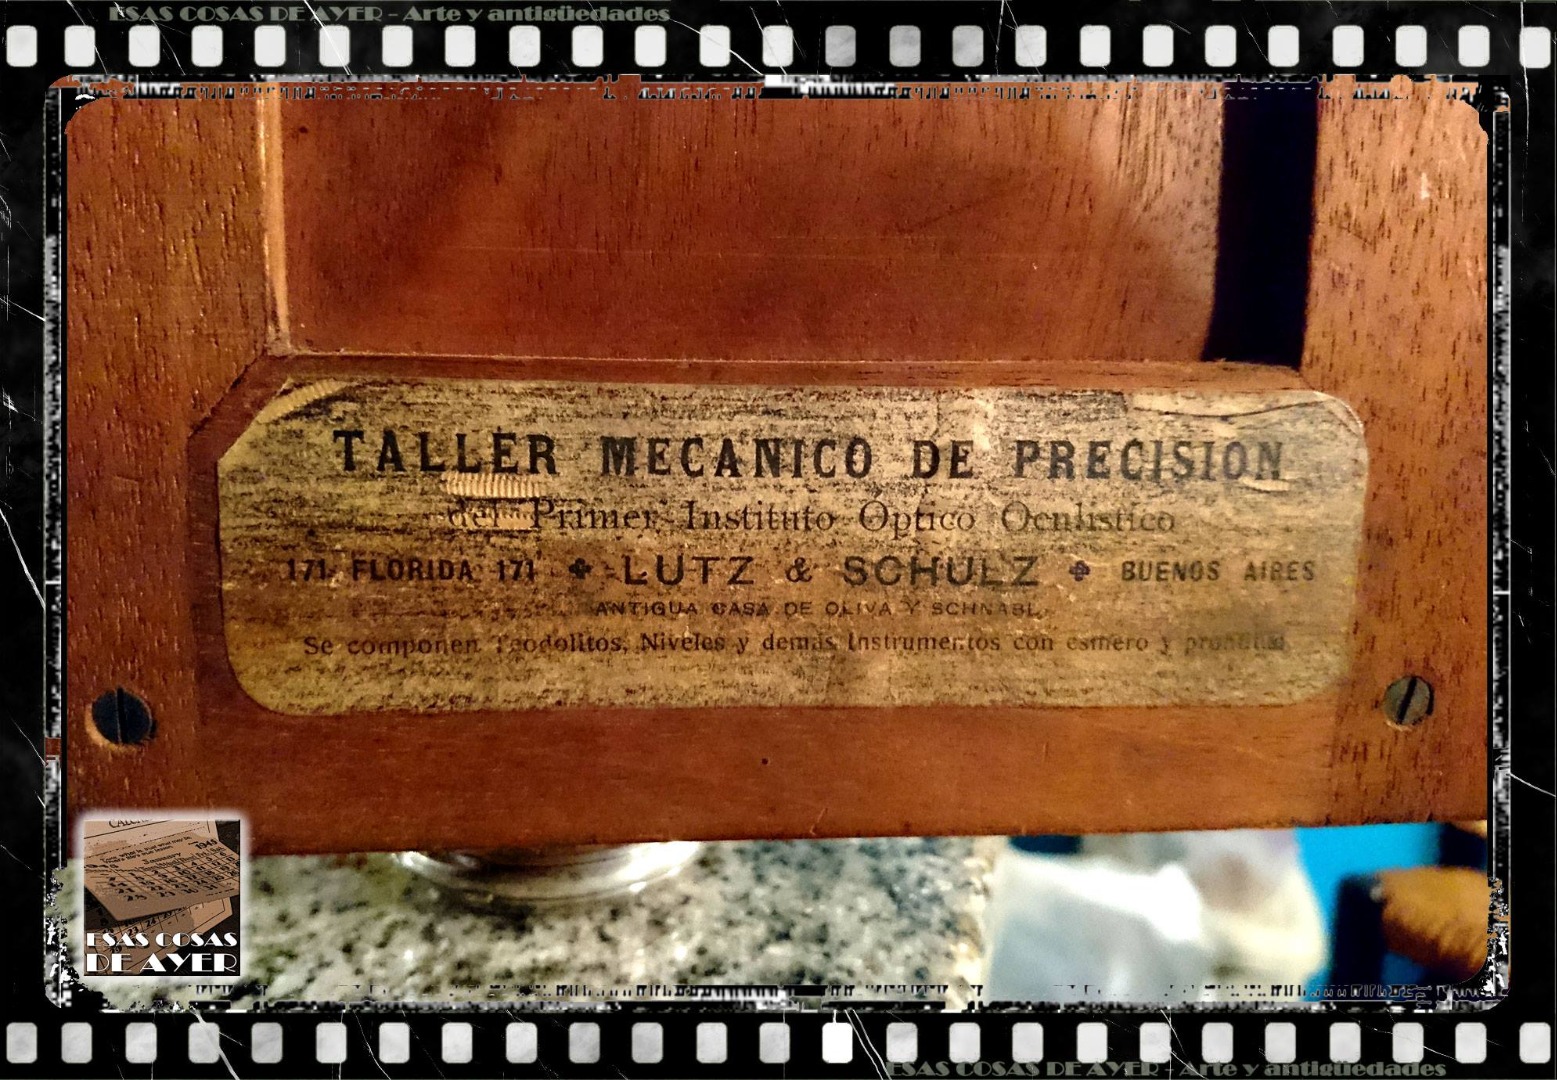 ESAS COSAS DE AYER - Arte y antigüedades
TALLER MECANICO DE PRECISION
del Primer Instituto Optico Oculistico
171 FLORIDA 171 LUTZ & SCHULZ BUENOS AIRES
ANTIGUA CASA DE OLIVA Y SCHNABL
Se componen Teodolitos, Niveles y demás Instrumentos con esmero y
ESAS COSAS
DE AYER
ESAS COSAS DE AYER - Arte y antigüedades